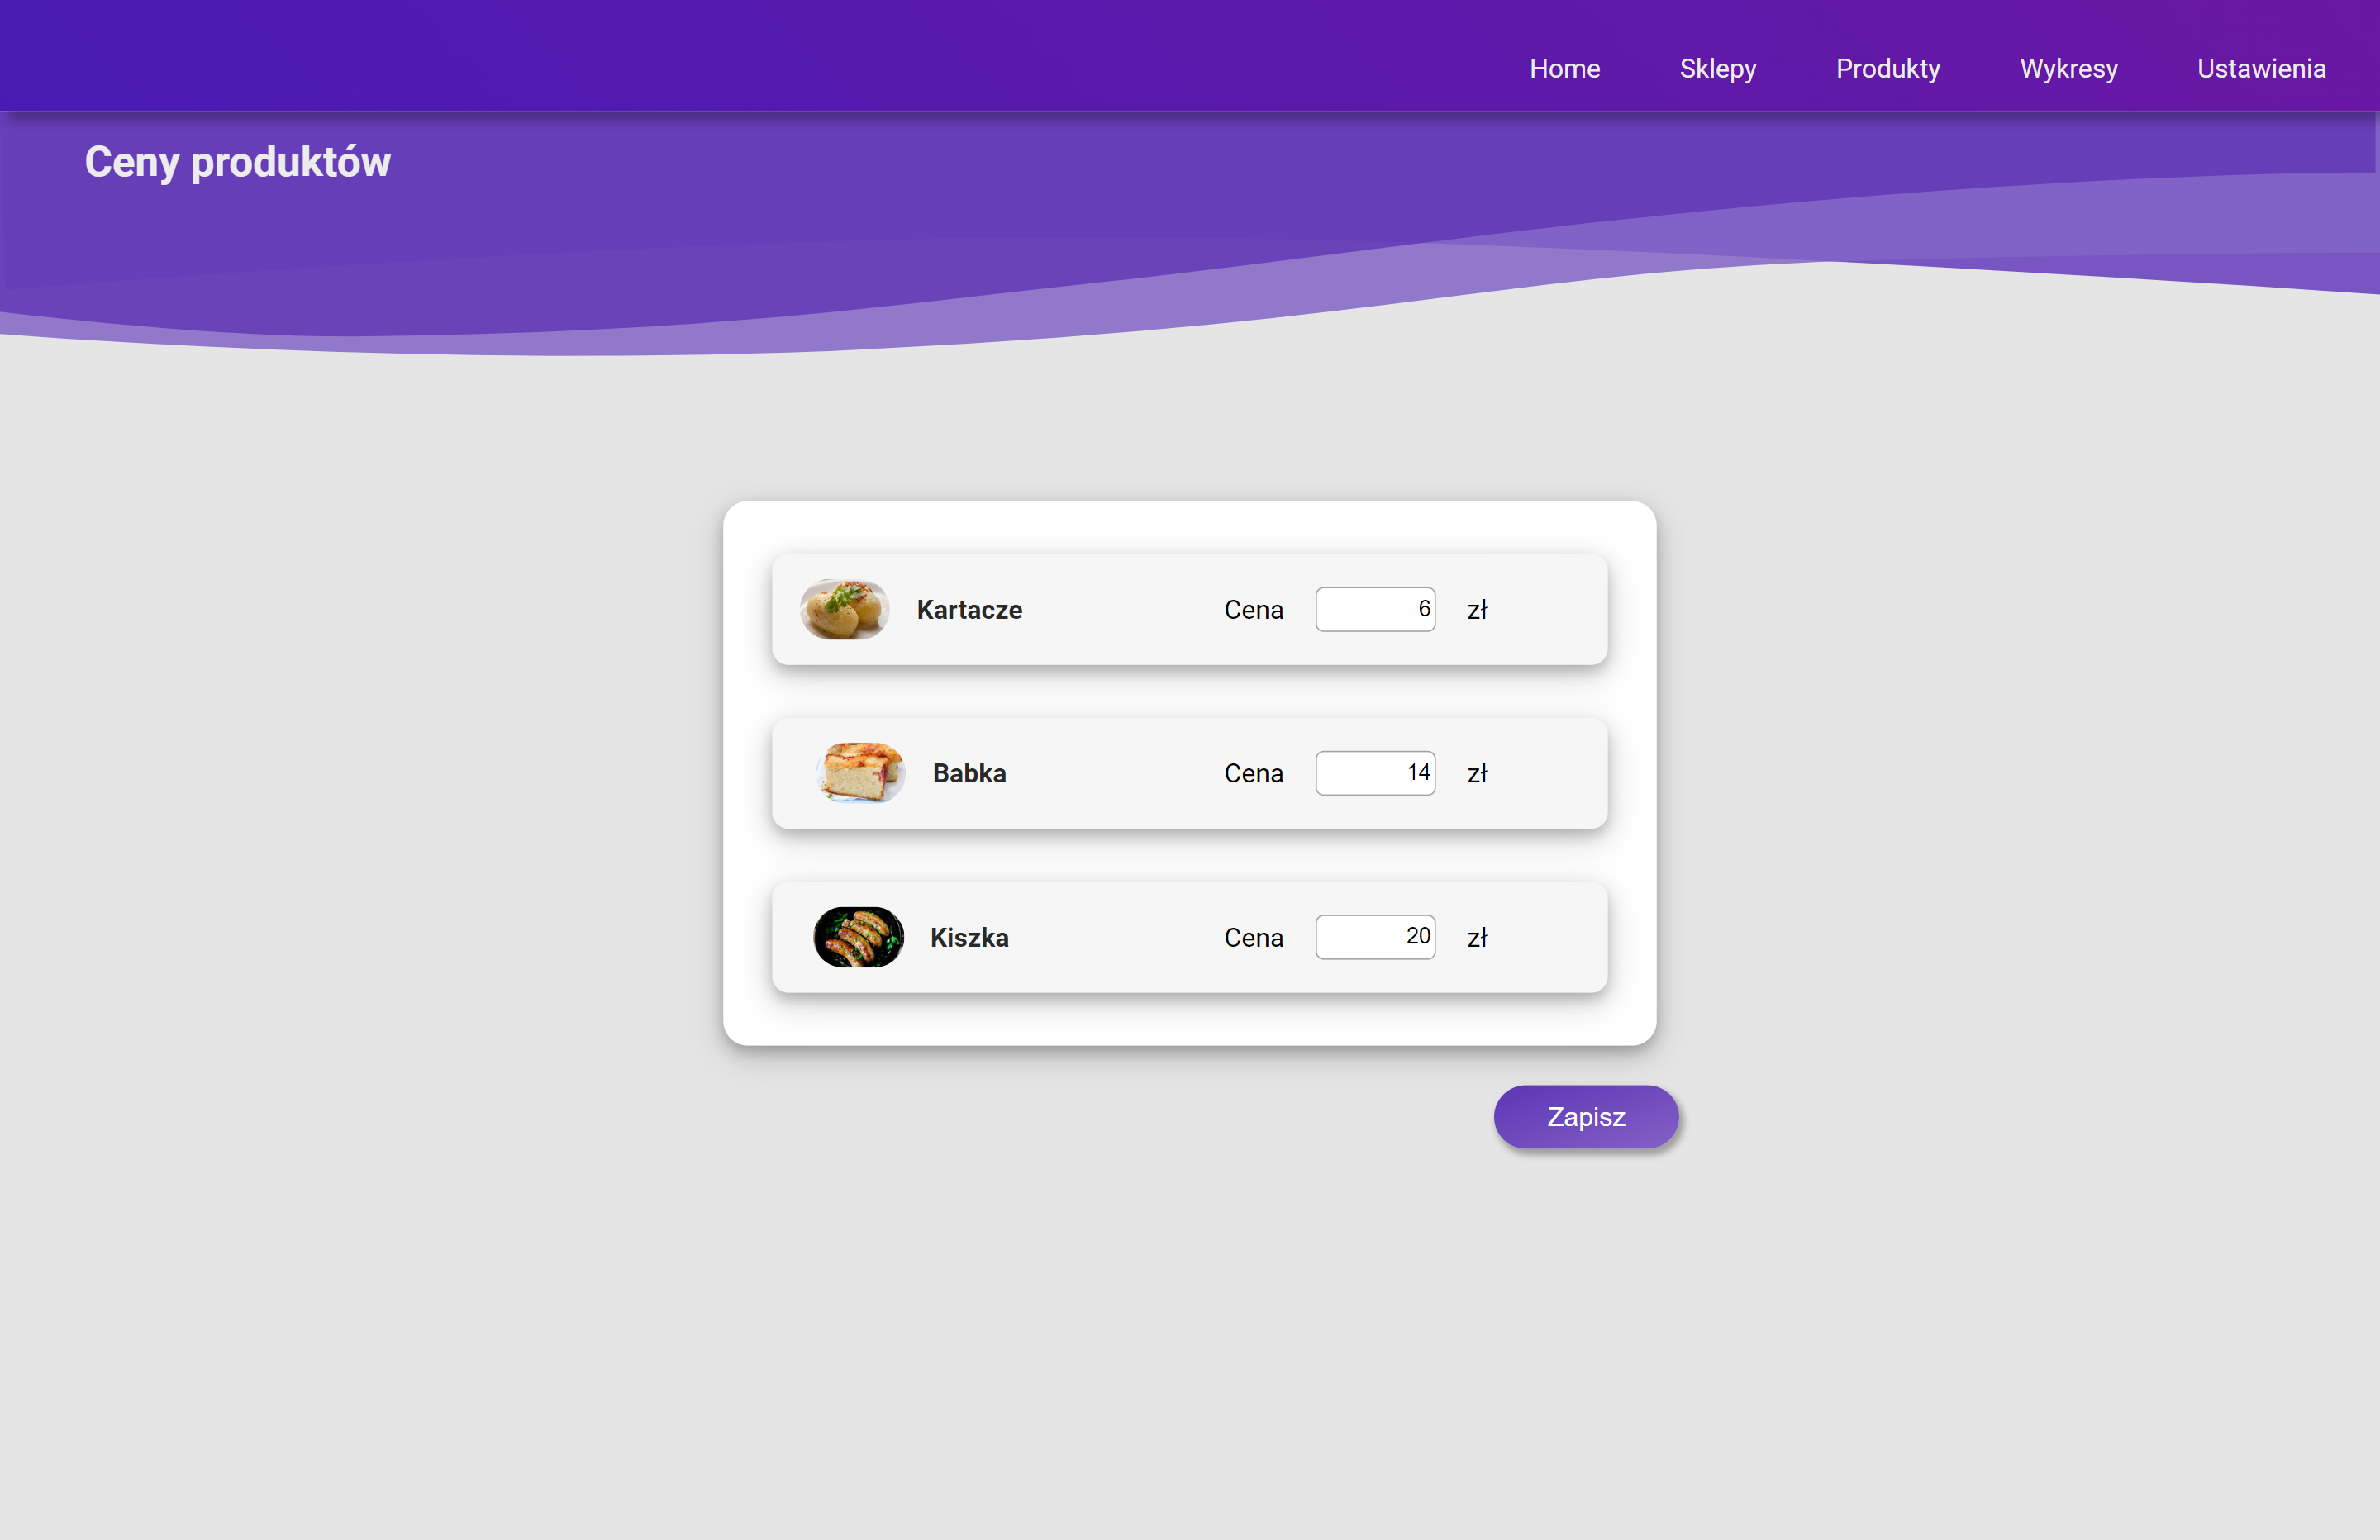 Home Sklepy Produkty Wykresy Ustawienia
Ceny produktów
Kartacze Cena 6 zł
Babka Cena 14 zł
Kiszka Cena 20 zł
Zapisz